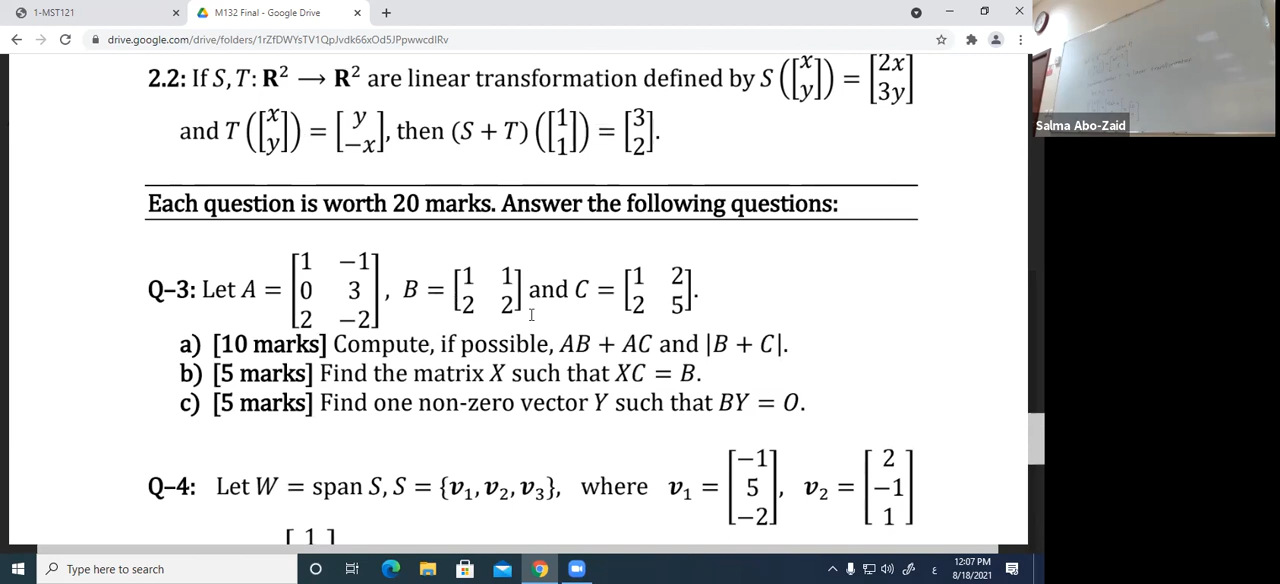 1-MST121
M132 Final - Google Drive
drive.google.com/drive/folders/1rZfDWYsTV1QpJvdk66xOd5JPpwwcdIRv
2.2: If S, T: R² ⟶ R² are linear transformation defined by S([x y]) = [2x 3y]
and T([x y]) = [y −x], then (S + T)([1 1]) = [3 2].
Salma Abo-Zaid
Each question is worth 20 marks. Answer the following questions:
Q–3: Let A = [1 −1; 0 3; 2 −2], B = [1 1; 2 2] and C = [1 2; 2 5].
a) [10 marks] Compute, if possible, AB + AC and |B + C|.
b) [5 marks] Find the matrix X such that XC = B.
c) [5 marks] Find one non-zero vector Y such that BY = O.
Q–4: Let W = span S, S = {v₁, v₂, v₃}, where v₁ = [−1 5 −2], v₂ = [2 −1 1]
[ 1 ]
Type here to search
ع
12:07 PM
8/18/2021